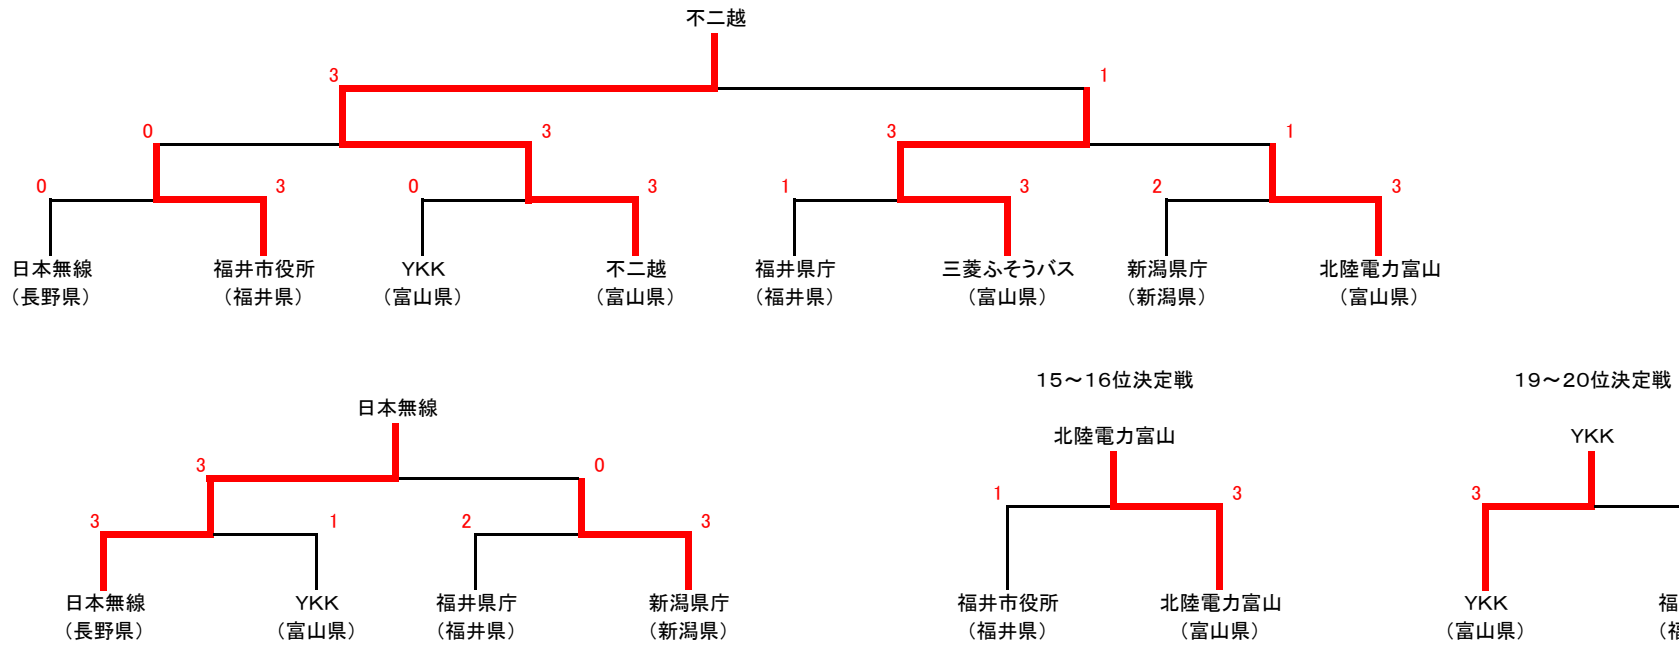 不二越
3 1
0 3 3 1
0 3 0 3 1 3 2 3
日本無線 福井市役所 YKK 不二越 福井県庁 三菱ふそうバス 新潟県庁 北陸電力富山
（長野県） （福井県） （富山県） （富山県） （福井県） （富山県） （新潟県） （富山県）
15～16位決定戦 19～20位決定戦
日本無線
北陸電力富山 YKK
3 0
1 3 3
3 1 2 3
日本無線 YKK 福井県庁 新潟県庁 福井市役所 北陸電力富山 YKK 福
（長野県） （富山県） （福井県） （新潟県） （福井県） （富山県） （富山県） （福